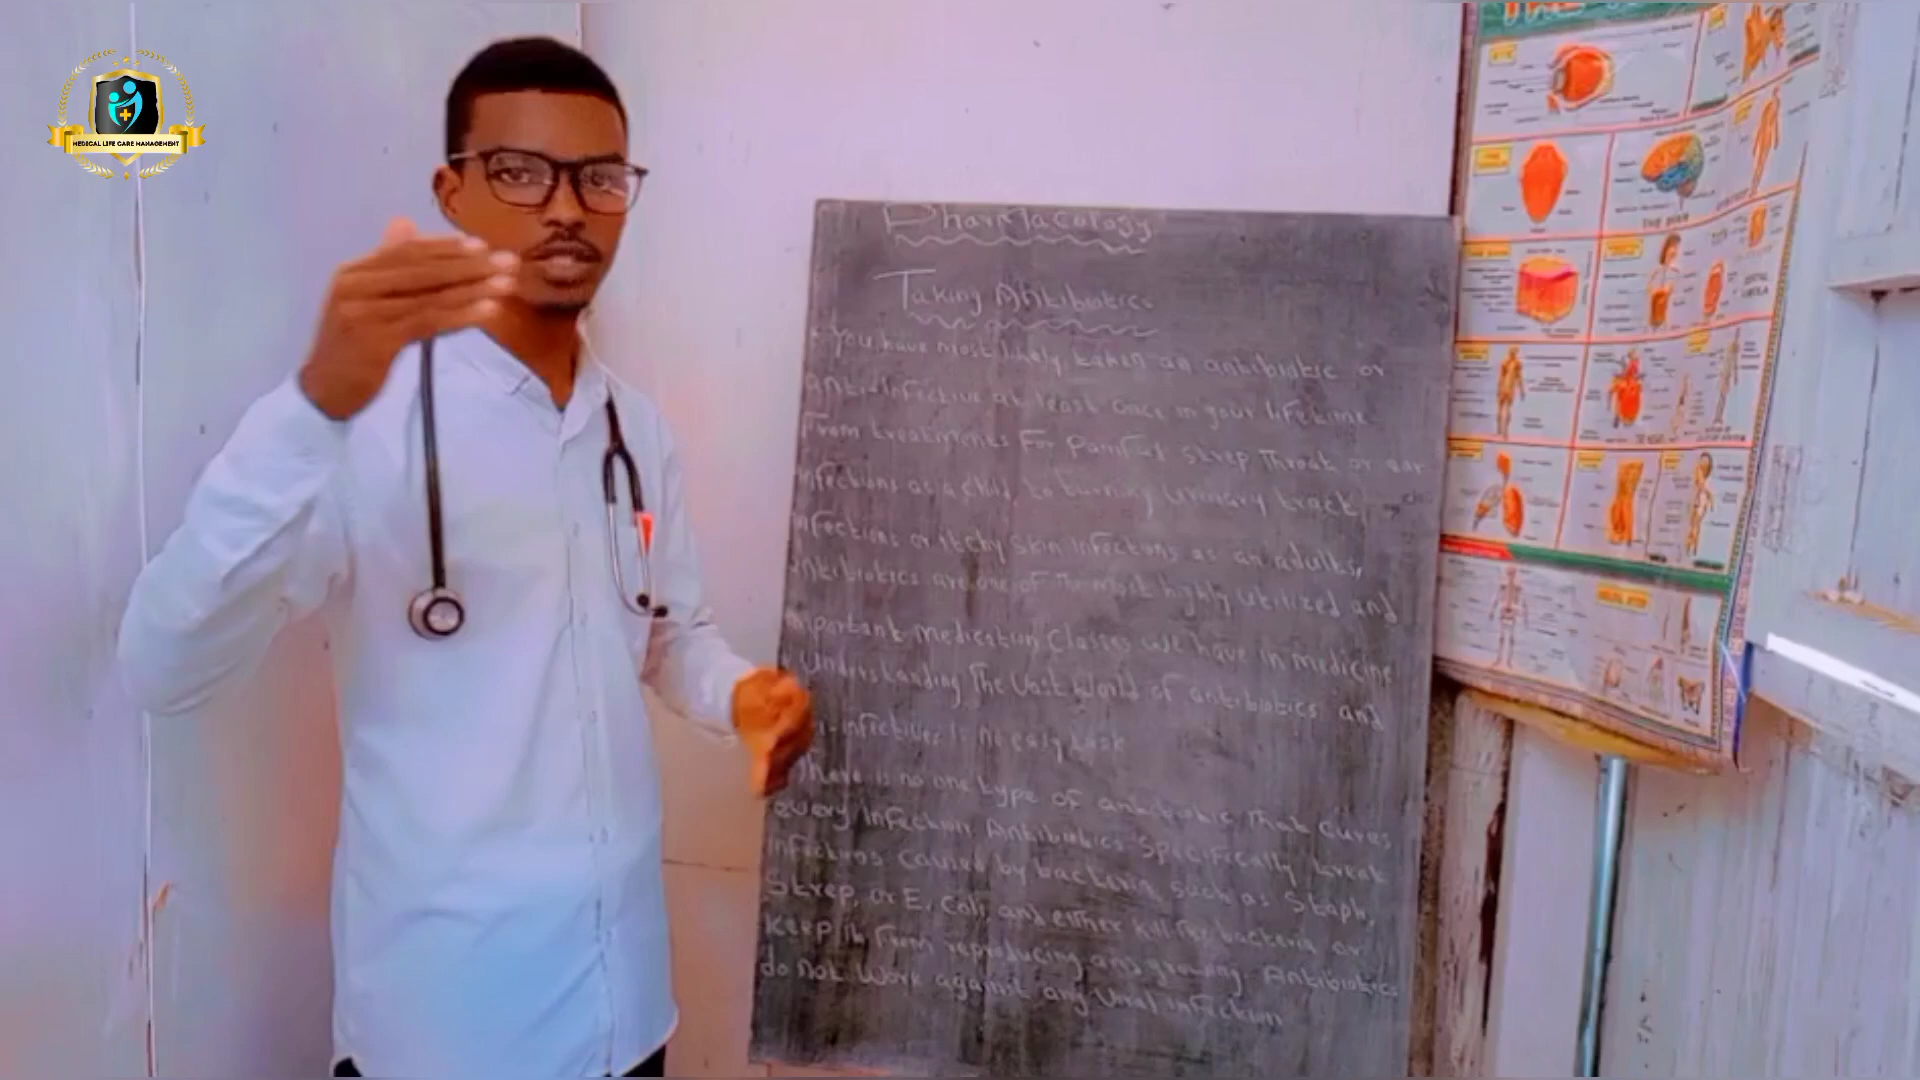 MEDICAL LIFE CARE MANAGEMENT
Pharmacology
Taking Antibiotics
You have most likely taken an antibiotic or
anti-infective at least once in your lifetime
From treatments For painful strep Throat or ear
infections as a child to burning urinary tract
infections or itchy skin infections as an adults,
Antibiotics are one of The most highly utilized and
important medication Classes we have in medicine
Understanding The Vast World of antibiotics and
i-infectives is no easy task
There is no one type of antibiotic That cures
every infection Antibiotics specifically treat
infections caused by bacteria such as Staph,
Strep, or E. coli, and either kill The bacteria or
Keep it From reproducing and growing. Antibiotics
do not Work against any Viral infection